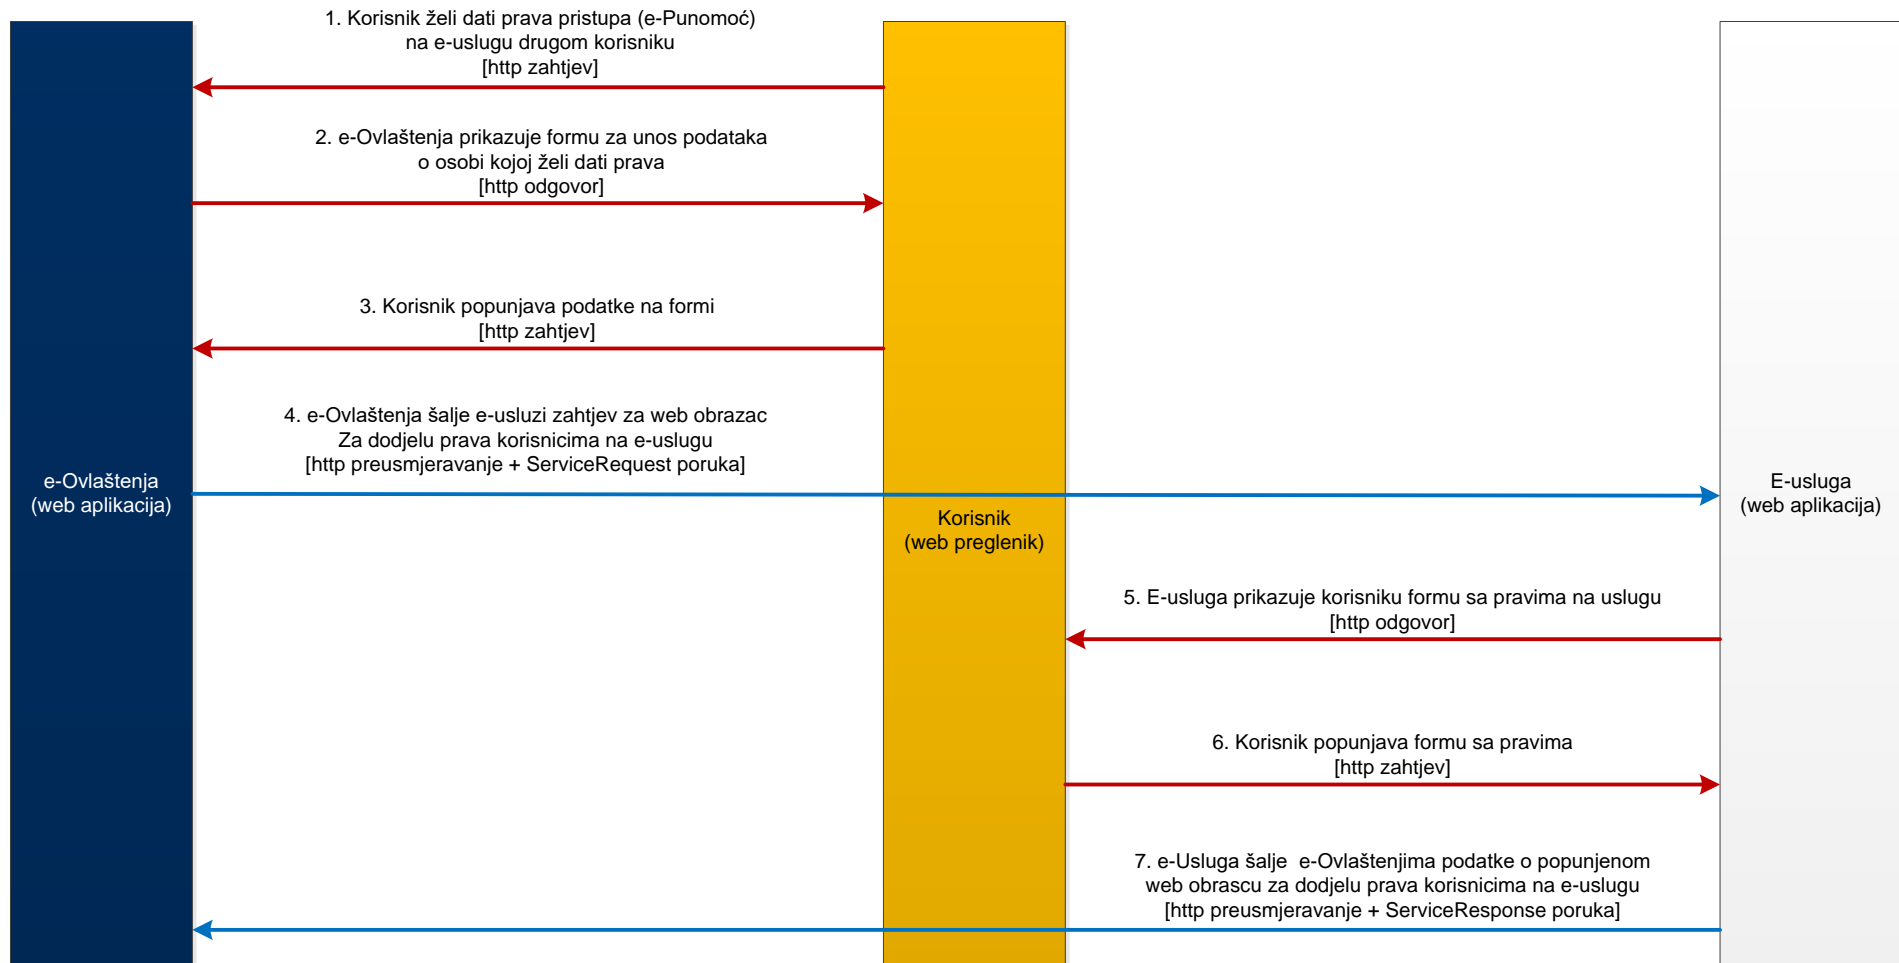 1. Korisnik želi dati prava pristupa (e-Punomoć)
na e-uslugu drugom korisniku
[http zahtjev]
2. e-Ovlaštenja prikazuje formu za unos podataka
o osobi kojoj želi dati prava
[http odgovor]
3. Korisnik popunjava podatke na formi
[http zahtjev]
4. e-Ovlaštenja šalje e-usluzi zahtjev za web obrazac
Za dodjelu prava korisnicima na e-uslugu
[http preusmjeravanje + ServiceRequest poruka]
e-Ovlaštenja
(web aplikacija)
Korisnik
(web preglenik)
E-usluga
(web aplikacija)
5. E-usluga prikazuje korisniku formu sa pravima na uslugu
[http odgovor]
6. Korisnik popunjava formu sa pravima
[http zahtjev]
7. e-Usluga šalje  e-Ovlaštenjima podatke o popunjenom
web obrascu za dodjelu prava korisnicima na e-uslugu
[http preusmjeravanje + ServiceResponse poruka]